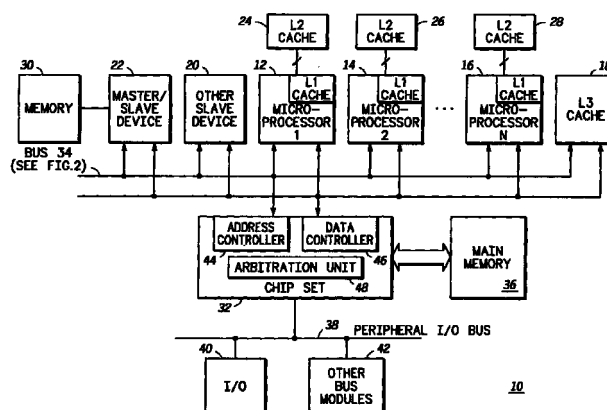 24
L2
CACHE
26
L2
CACHE
28
L2
CACHE
30
MEMORY
22
MASTER/
SLAVE
DEVICE
20
OTHER
SLAVE
DEVICE
12
L1
CACHE
MICRO-
PROCESSOR
1
14
L1
CACHE
MICRO-
PROCESSOR
2
...
16
L1
CACHE
MICRO-
PROCESSOR
N
18
L3
CACHE
BUS 34
(SEE FIG.2)
ADDRESS
CONTROLLER
DATA
CONTROLLER
44
46
ARBITRATION UNIT
48
CHIP SET
32
MAIN
MEMORY
36
38
PERIPHERAL I/O BUS
40
I/O
42
OTHER
BUS
MODULES
10